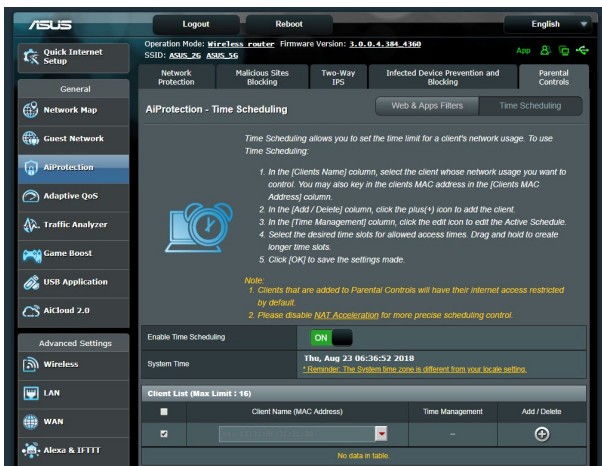 ASUS
Logout
Reboot
English
Quick Internet
Setup
General
Network Map
Guest Network
AiProtection
Adaptive QoS
Traffic Analyzer
Game Boost
USB Application
AiCloud 2.0
Advanced Settings
Wireless
LAN
WAN
Alexa & IFTTT
Operation Mode: Wireless router Firmware Version: 3.0.0.4.384_4360
SSID: ASUS_2G ASUS_5G
App
Network
Protection
Malicious Sites
Blocking
Two-Way
IPS
Infected Device Prevention and
Blocking
Parental
Controls
AiProtection - Time Scheduling
Web & Apps Filters
Time Scheduling
Time Scheduling allows you to set the time limit for a client's network usage. To use
Time Scheduling:
1. In the [Clients Name] column, select the client whose network usage you want to
control. You may also key in the clients MAC address in the [Clients MAC
Address] column.
2. In the [Add / Delete] column, click the plus(+) icon to add the client.
3. In the [Time Management] column, click the edit icon to edit the Active Schedule.
4. Select the desired time slots for allowed access times. Drag and hold to create
longer time slots.
5. Click [OK] to save the settings made.
Note:
1. Clients that are added to Parental Controls will have their internet access restricted
by default.
2. Please disable NAT Acceleration for more precise scheduling control.
Enable Time Scheduling
ON
System Time
Thu, Aug 23 06:36:52 2018
* Reminder: The System time zone is different from your locale setting.
Client List (Max Limit : 16)
Client Name (MAC Address)
Time Management
Add / Delete
–
No data in table.